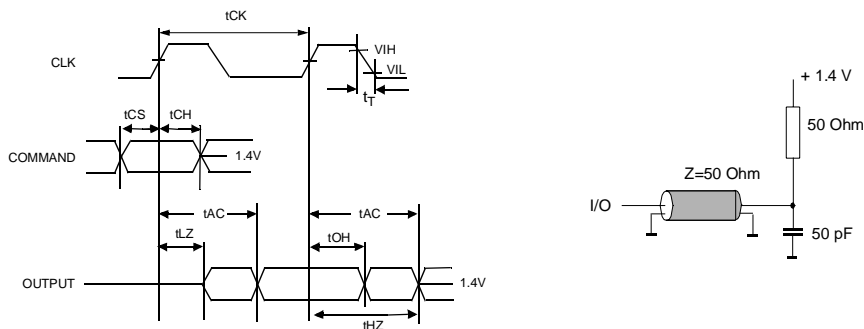 tCK
CLK
VIH
VIL
tT
tCS
tCH
COMMAND
1.4V
tAC
tAC
tLZ
tOH
OUTPUT
1.4V
tHZ
+ 1.4 V
50 Ohm
Z=50 Ohm
I/O
50 pF